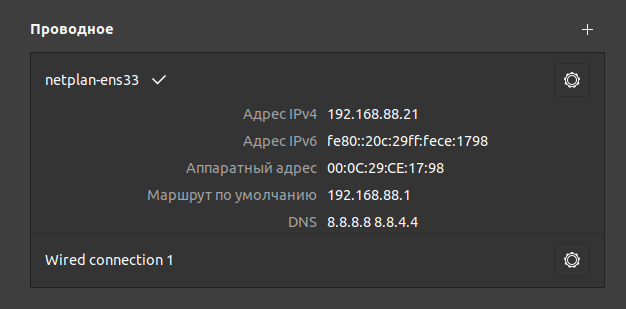 Проводное
netplan-ens33
Адрес IPv4 192.168.88.21
Адрес IPv6 fe80::20c:29ff:fece:1798
Аппаратный адрес 00:0C:29:CE:17:98
Маршрут по умолчанию 192.168.88.1
DNS 8.8.8.8 8.8.4.4
Wired connection 1